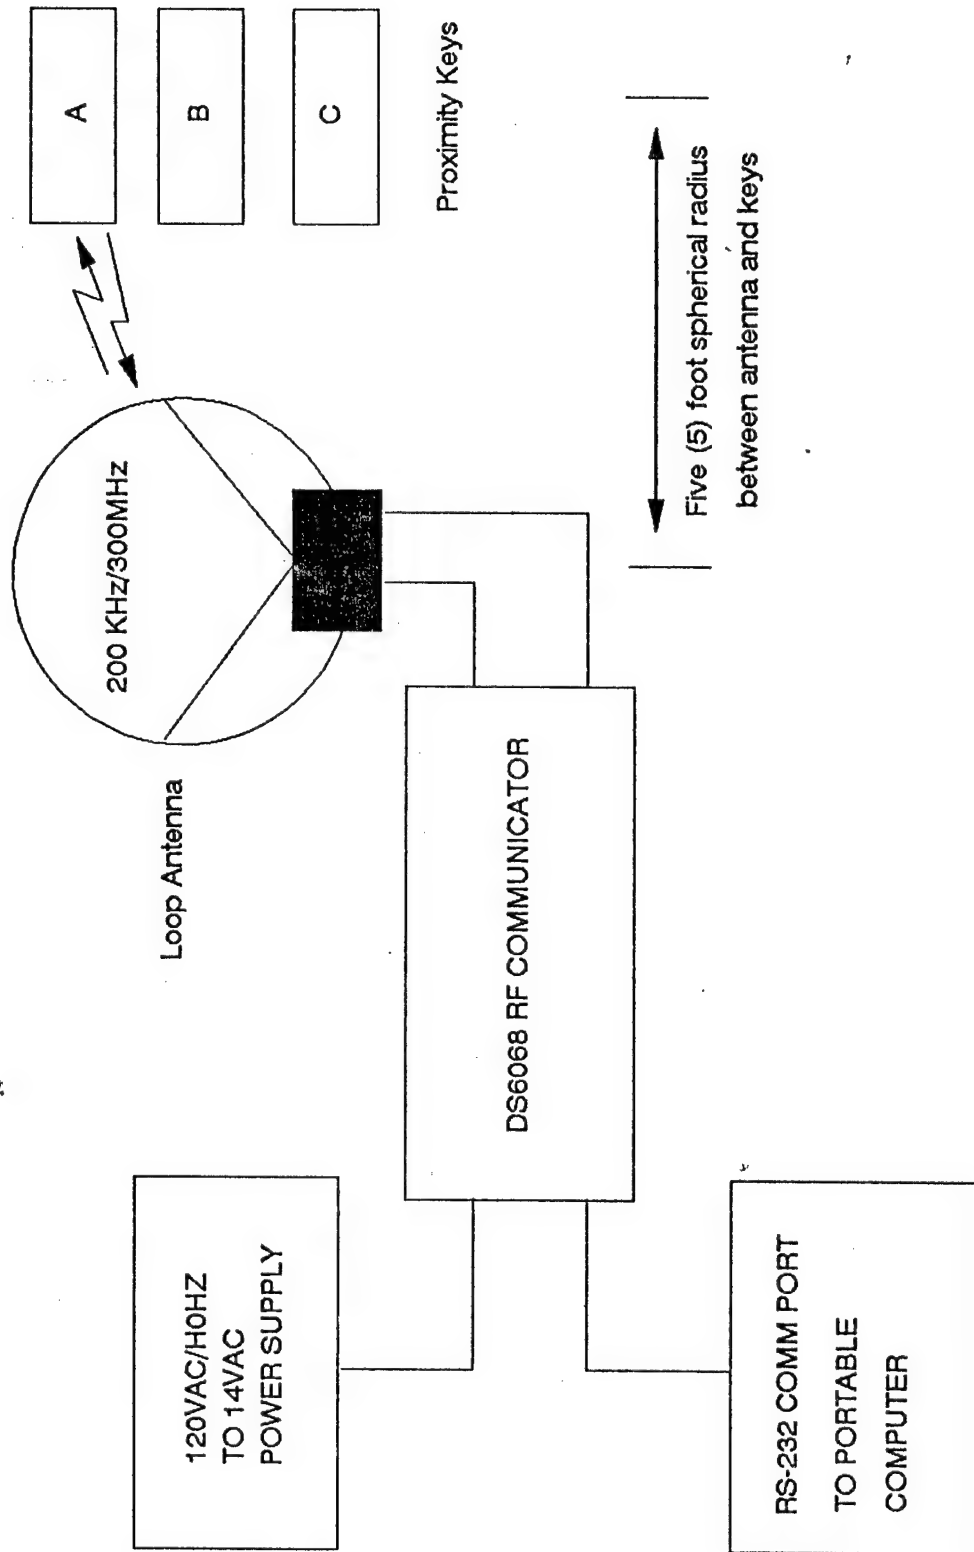 120VAC/H0HZ
TO 14VAC
POWER SUPPLY
RS-232 COMM PORT
TO PORTABLE
COMPUTER
DS6068 RF COMMUNICATOR
Loop Antenna
200 KHz/300MHz
A
B
C
Proximity Keys
Five (5) foot spherical radius
between antenna and keys